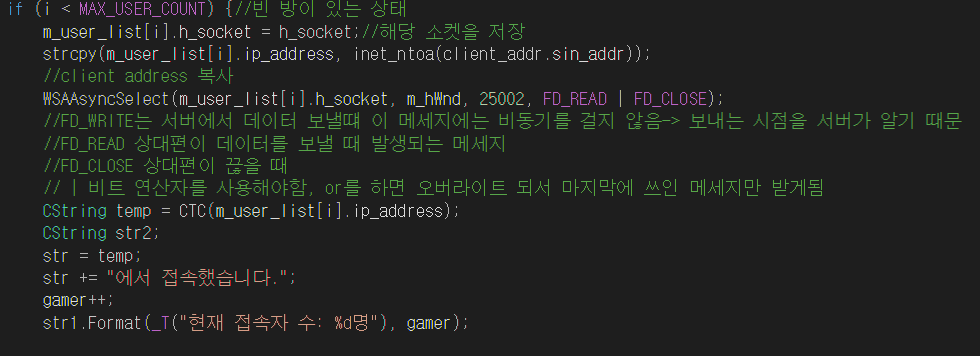 if (i < MAX_USER_COUNT) {//빈 방이 있는 상태
m_user_list[i].h_socket = h_socket;//해당 소켓을 저장
strcpy(m_user_list[i].ip_address, inet_ntoa(client_addr.sin_addr));
//client address 복사
WSAAsyncSelect(m_user_list[i].h_socket, m_hWnd, 25002, FD_READ | FD_CLOSE);
//FD_WRITE는 서버에서 데이터 보낼떄 이 메세지에는 비동기를 걸지 않음-> 보내는 시점을 서버가 알기 때문
//FD_READ 상대편이 데이터를 보낼 때 발생되는 메세지
//FD_CLOSE 상대편이 끊을 때
// | 비트 연산자를 사용해야함, or를 하면 오버라이트 되서 마지막에 쓰인 메세지만 받게됨
CString temp = CTC(m_user_list[i].ip_address);
CString str2;
str = temp;
str += "에서 접속했습니다.";
gamer++;
str1.Format(_T("현재 접속자 수: %d명"), gamer);